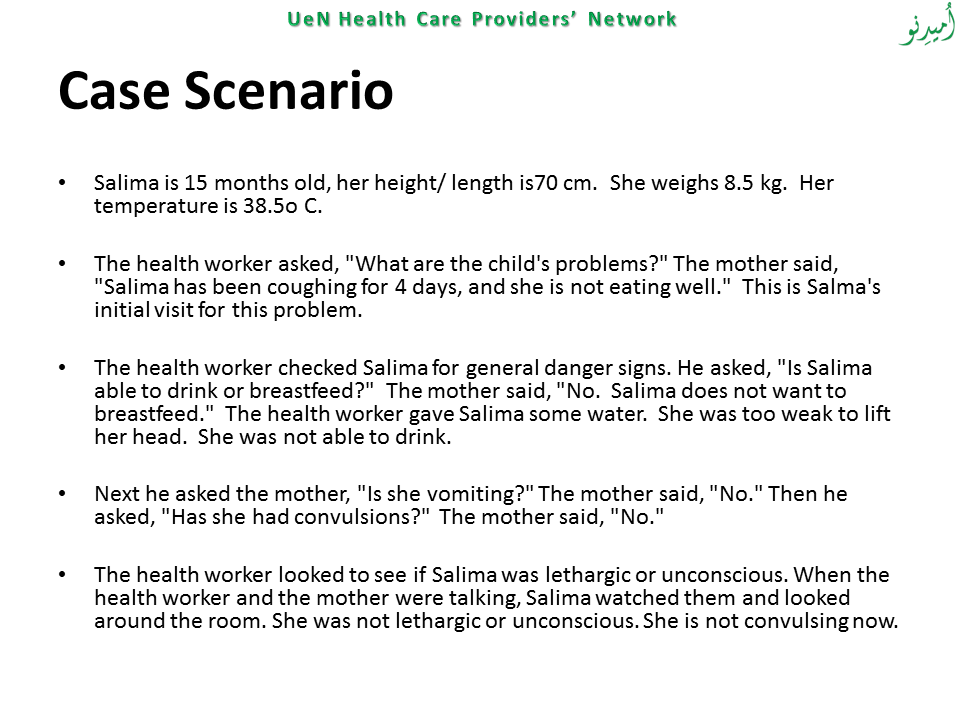 UeN Health Care Providers’ Network
اُمیدِنو
Case Scenario
• Salima is 15 months old, her height/ length is70 cm.  She weighs 8.5 kg.  Her
temperature is 38.5o C.
• The health worker asked, "What are the child's problems?" The mother said,
"Salima has been coughing for 4 days, and she is not eating well."  This is Salma's
initial visit for this problem.
• The health worker checked Salima for general danger signs. He asked, "Is Salima
able to drink or breastfeed?"  The mother said, "No.  Salima does not want to
breastfeed."  The health worker gave Salima some water.  She was too weak to lift
her head.  She was not able to drink.
• Next he asked the mother, "Is she vomiting?" The mother said, "No." Then he
asked, "Has she had convulsions?"  The mother said, "No."
• The health worker looked to see if Salima was lethargic or unconscious. When the
health worker and the mother were talking, Salima watched them and looked
around the room. She was not lethargic or unconscious. She is not convulsing now.